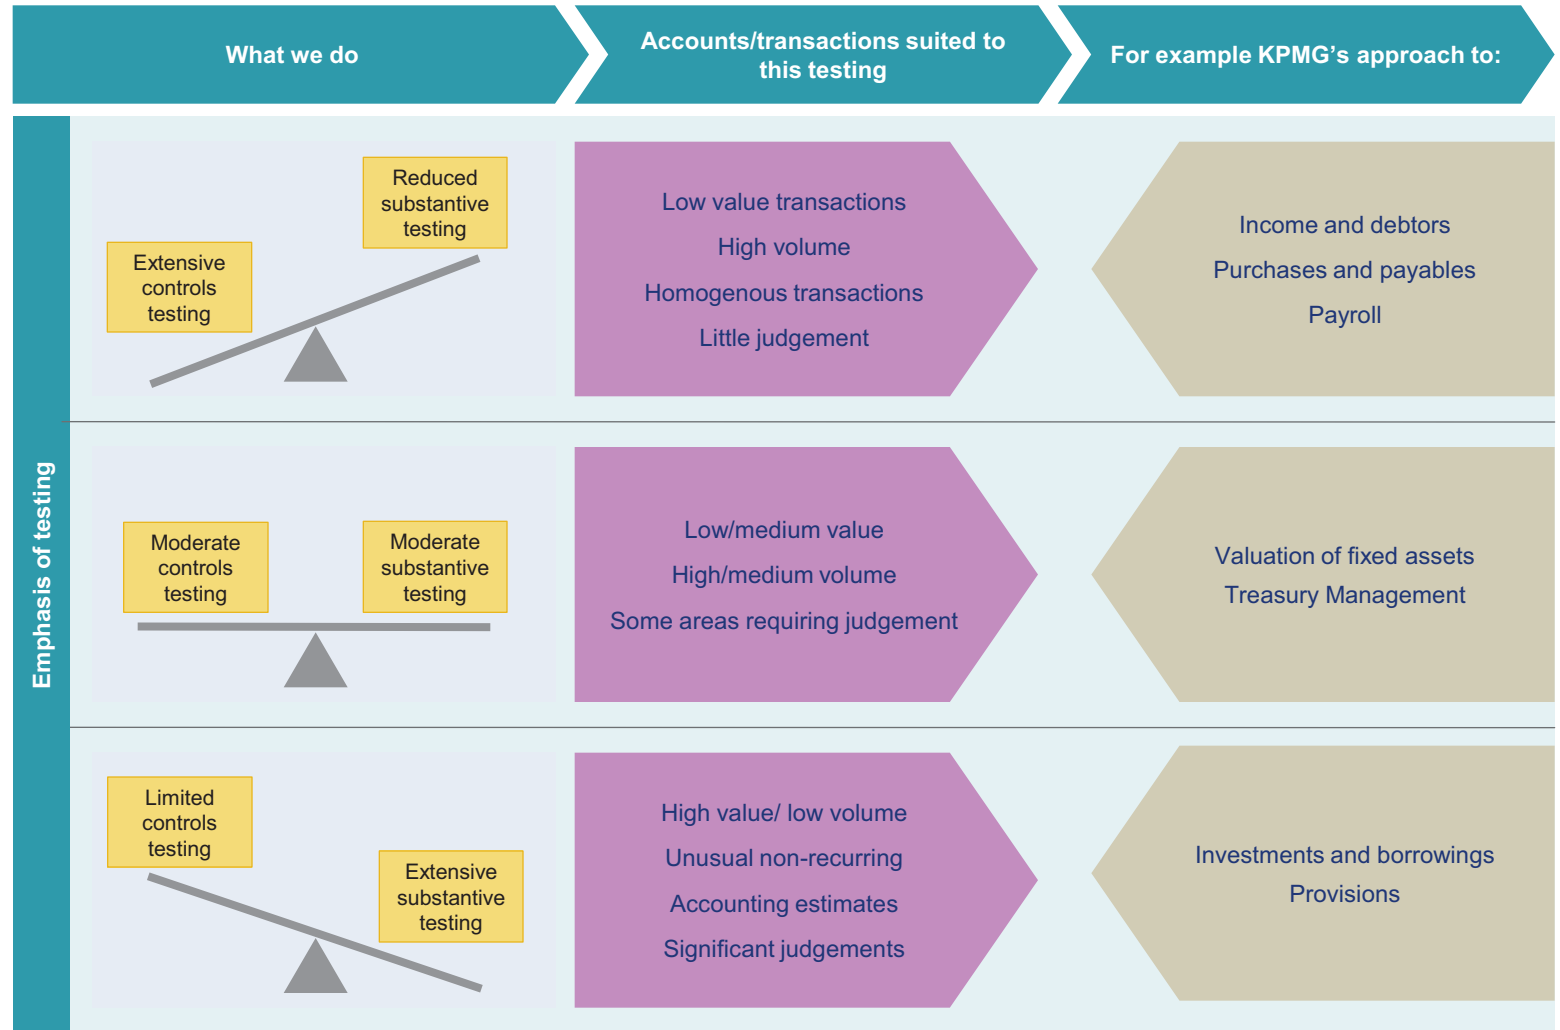 What we do
Accounts/transactions suited to
this testing
For example KPMG's approach to:
Emphasis of testing
Extensive
controls
testing
Reduced
substantive
testing
Low value transactions
High volume
Homogenous transactions
Little judgement
Income and debtors
Purchases and payables
Payroll
Moderate
controls
testing
Moderate
substantive
testing
Low/medium value
High/medium volume
Some areas requiring judgement
Valuation of fixed assets
Treasury Management
Limited
controls
testing
Extensive
substantive
testing
High value/ low volume
Unusual non-recurring
Accounting estimates
Significant judgements
Investments and borrowings
Provisions